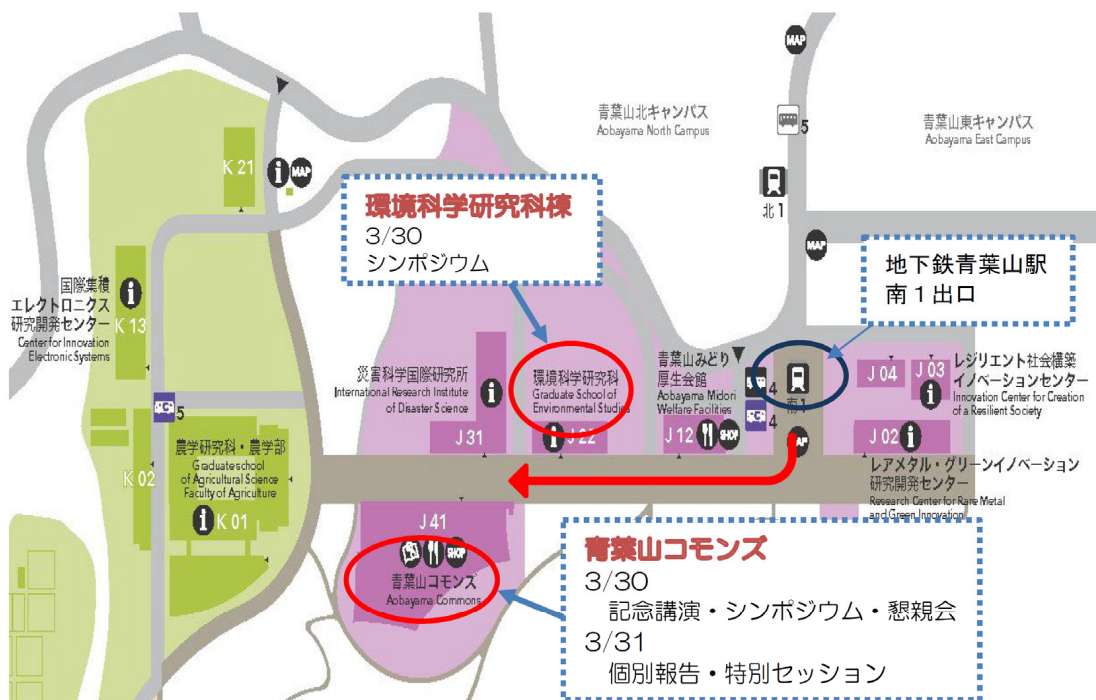 MAP
青葉山北キャンパス
Aobayama North Campus
5
青葉山東キャンパス
Aobayama East Campus
K 21
i
MAP
環境科学研究科棟
3/30
シンポジウム
北1
MAP
地下鉄青葉山駅
南1出口
国際集積
エレクトロニクス
研究開発センター
Center for Innovation
Electronic Systems
i
K 13
災害科学国際研究所
International Research Institute
of Disaster Science
i
J 31
環境科学研究科
Graduate School of
Environmental Studies
i
J 22
青葉山みどり
厚生会館
Aobayama Midori
Welfare Facilities
J 12
SHOP
4
4
南1
MAP
J 04
J 03
i
レジリエント社会構築
イノベーションセンター
Innovation Center for Creation
of a Resilient Society
J 02
i
レアメタル・グリーンイノベーション
研究開発センター
Research Center for Rare Metal
and Green Innovation
5
農学研究科・農学部
Graduate school
of Agricultural Science
Faculty of Agriculture
i
K 01
K 02
J 41
SHOP
青葉山コモンズ
Aobayama Commons
青葉山コモンズ
3/30
記念講演・シンポジウム・懇親会
3/31
個別報告・特別セッション